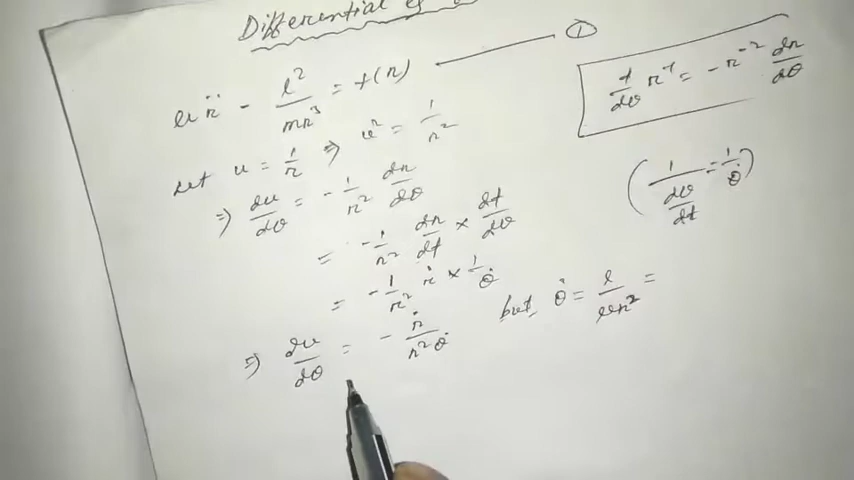 Differential
μr̈ - l²/mr³ = f(r) ——— ①
d/dθ r⁻¹ = -r⁻² dr/dθ
Let u = 1/r ⇒ u² = 1/r²
⇒ du/dθ = -1/r² dr/dθ
(1/(dθ/dt) = 1/θ̇)
= -1/r² dr/dt × dt/dθ
= -1/r² ṙ × 1/θ̇
but θ̇ = l/μr² =
⇒ du/dθ = - ṙ/r²θ̇